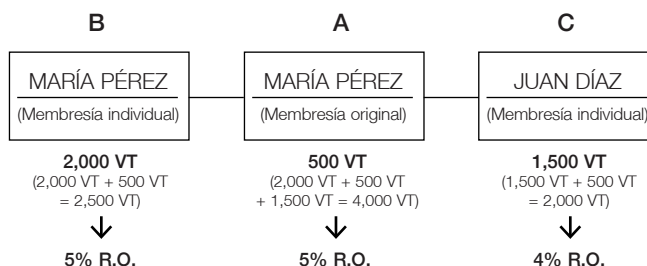 B
MARÍA PÉREZ
(Membresía individual)
2,000 VT
(2,000 VT + 500 VT
= 2,500 VT)
5% R.O.
A
MARÍA PÉREZ
(Membresía original)
500 VT
(2,000 VT + 500 VT
+ 1,500 VT = 4,000 VT)
5% R.O.
C
JUAN DÍAZ
(Membresía individual)
1,500 VT
(1,500 VT + 500 VT
= 2,000 VT)
4% R.O.